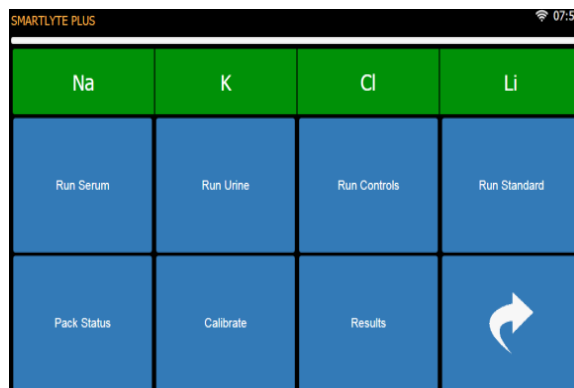 SMARTLYTE PLUS
Na K Cl Li
Run Serum Run Urine Run Controls Run Standard
Pack Status Calibrate Results